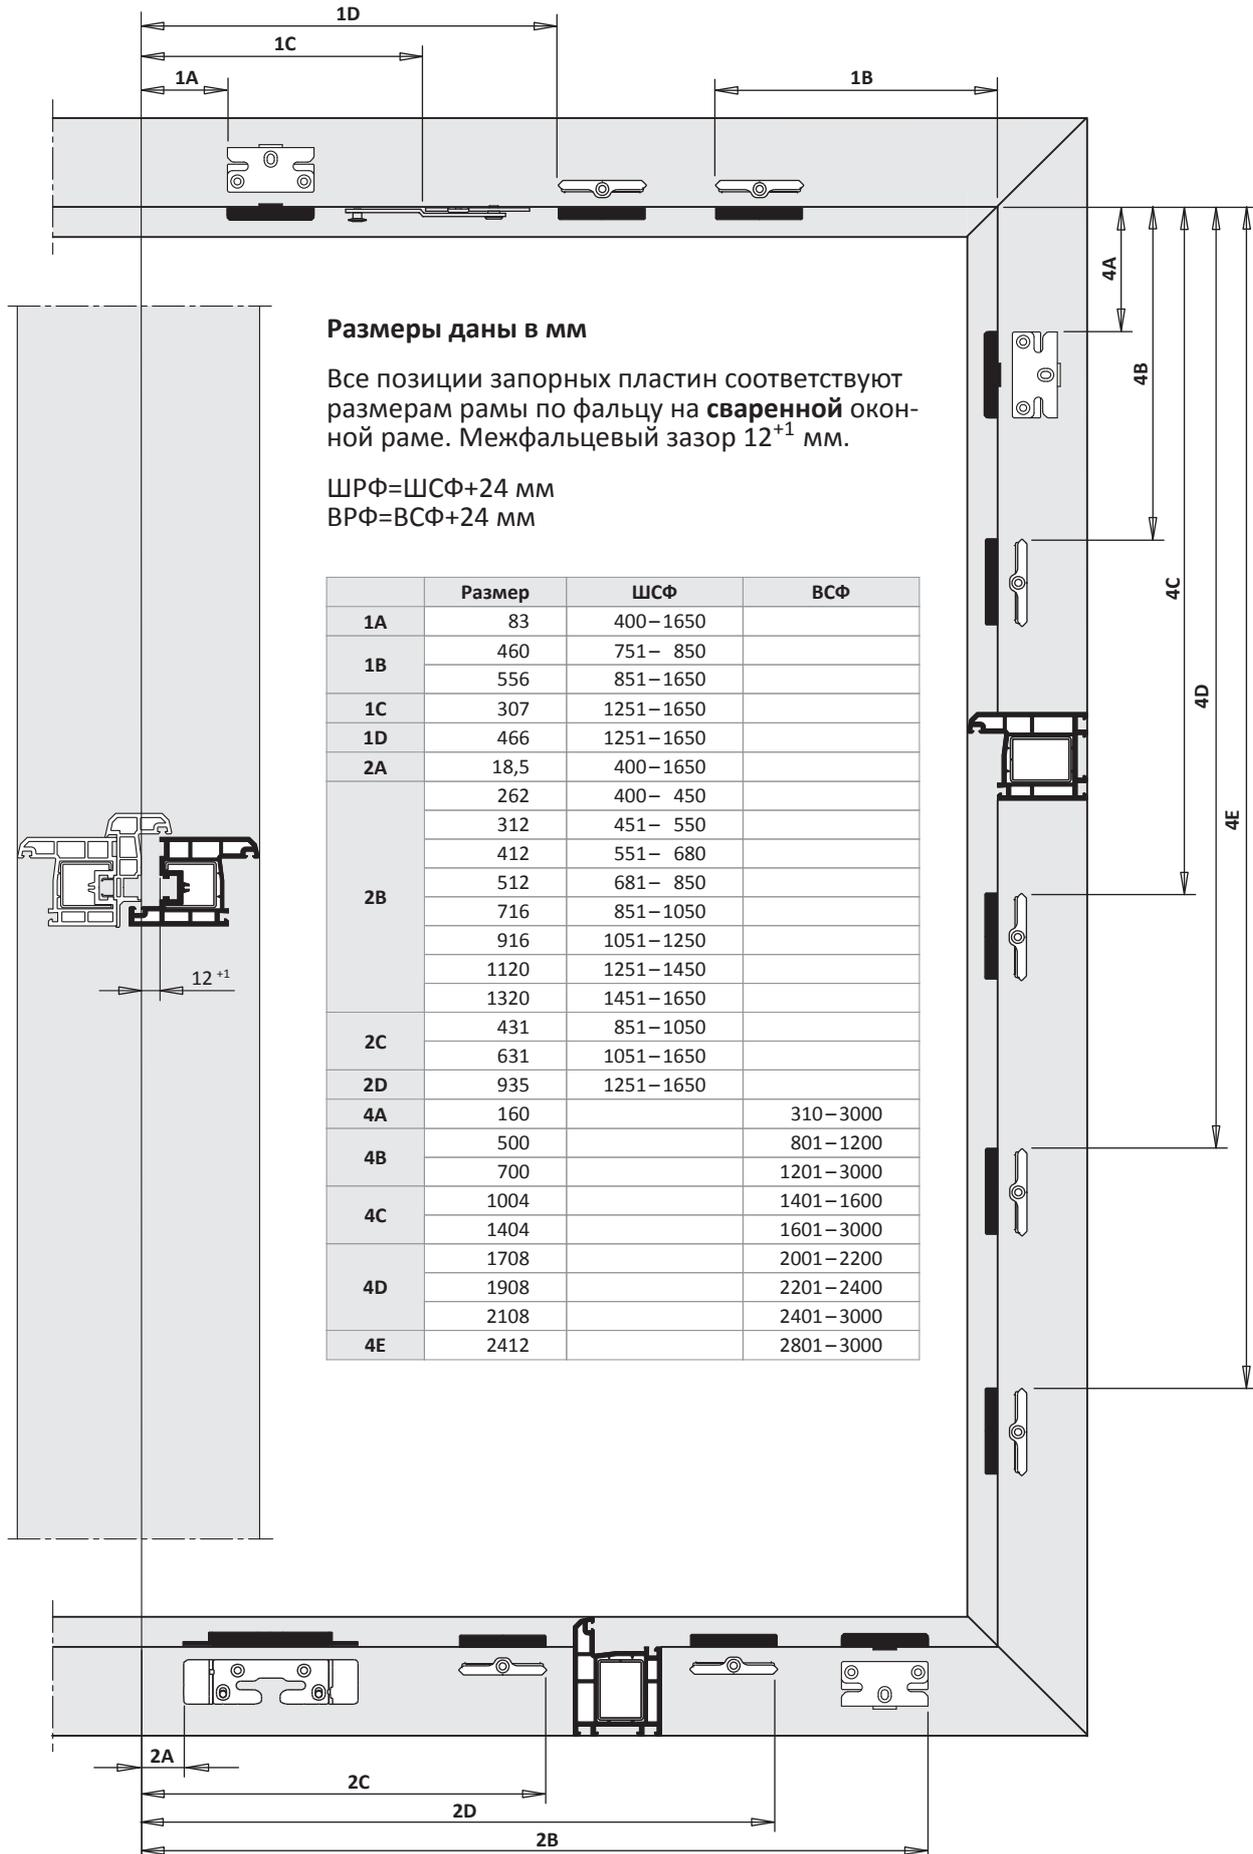 1D
1C
1A
1B
4A
4B
4C
4D
4E
Размеры даны в мм
Все позиции запорных пластин соответствуют
размерам рамы по фальцу на сваренной окон-
ной раме. Межфальцевый зазор 12+1 мм.
ШРФ=ШСФ+24 мм
ВРФ=ВСФ+24 мм
Размер ШСФ ВСФ
1A 83 400–1650
1B 460 751– 850
556 851–1650
1C 307 1251–1650
1D 466 1251–1650
2A 18,5 400–1650
2B 262 400– 450
312 451– 550
412 551– 680
512 681– 850
716 851–1050
916 1051–1250
1120 1251–1450
1320 1451–1650
2C 431 851–1050
631 1051–1650
2D 935 1251–1650
4A 160 310–3000
4B 500 801–1200
700 1201–3000
4C 1004 1401–1600
1404 1601–3000
4D 1708 2001–2200
1908 2201–2400
2108 2401–3000
4E 2412 2801–3000
12 +1
2A
2C
2D
2B